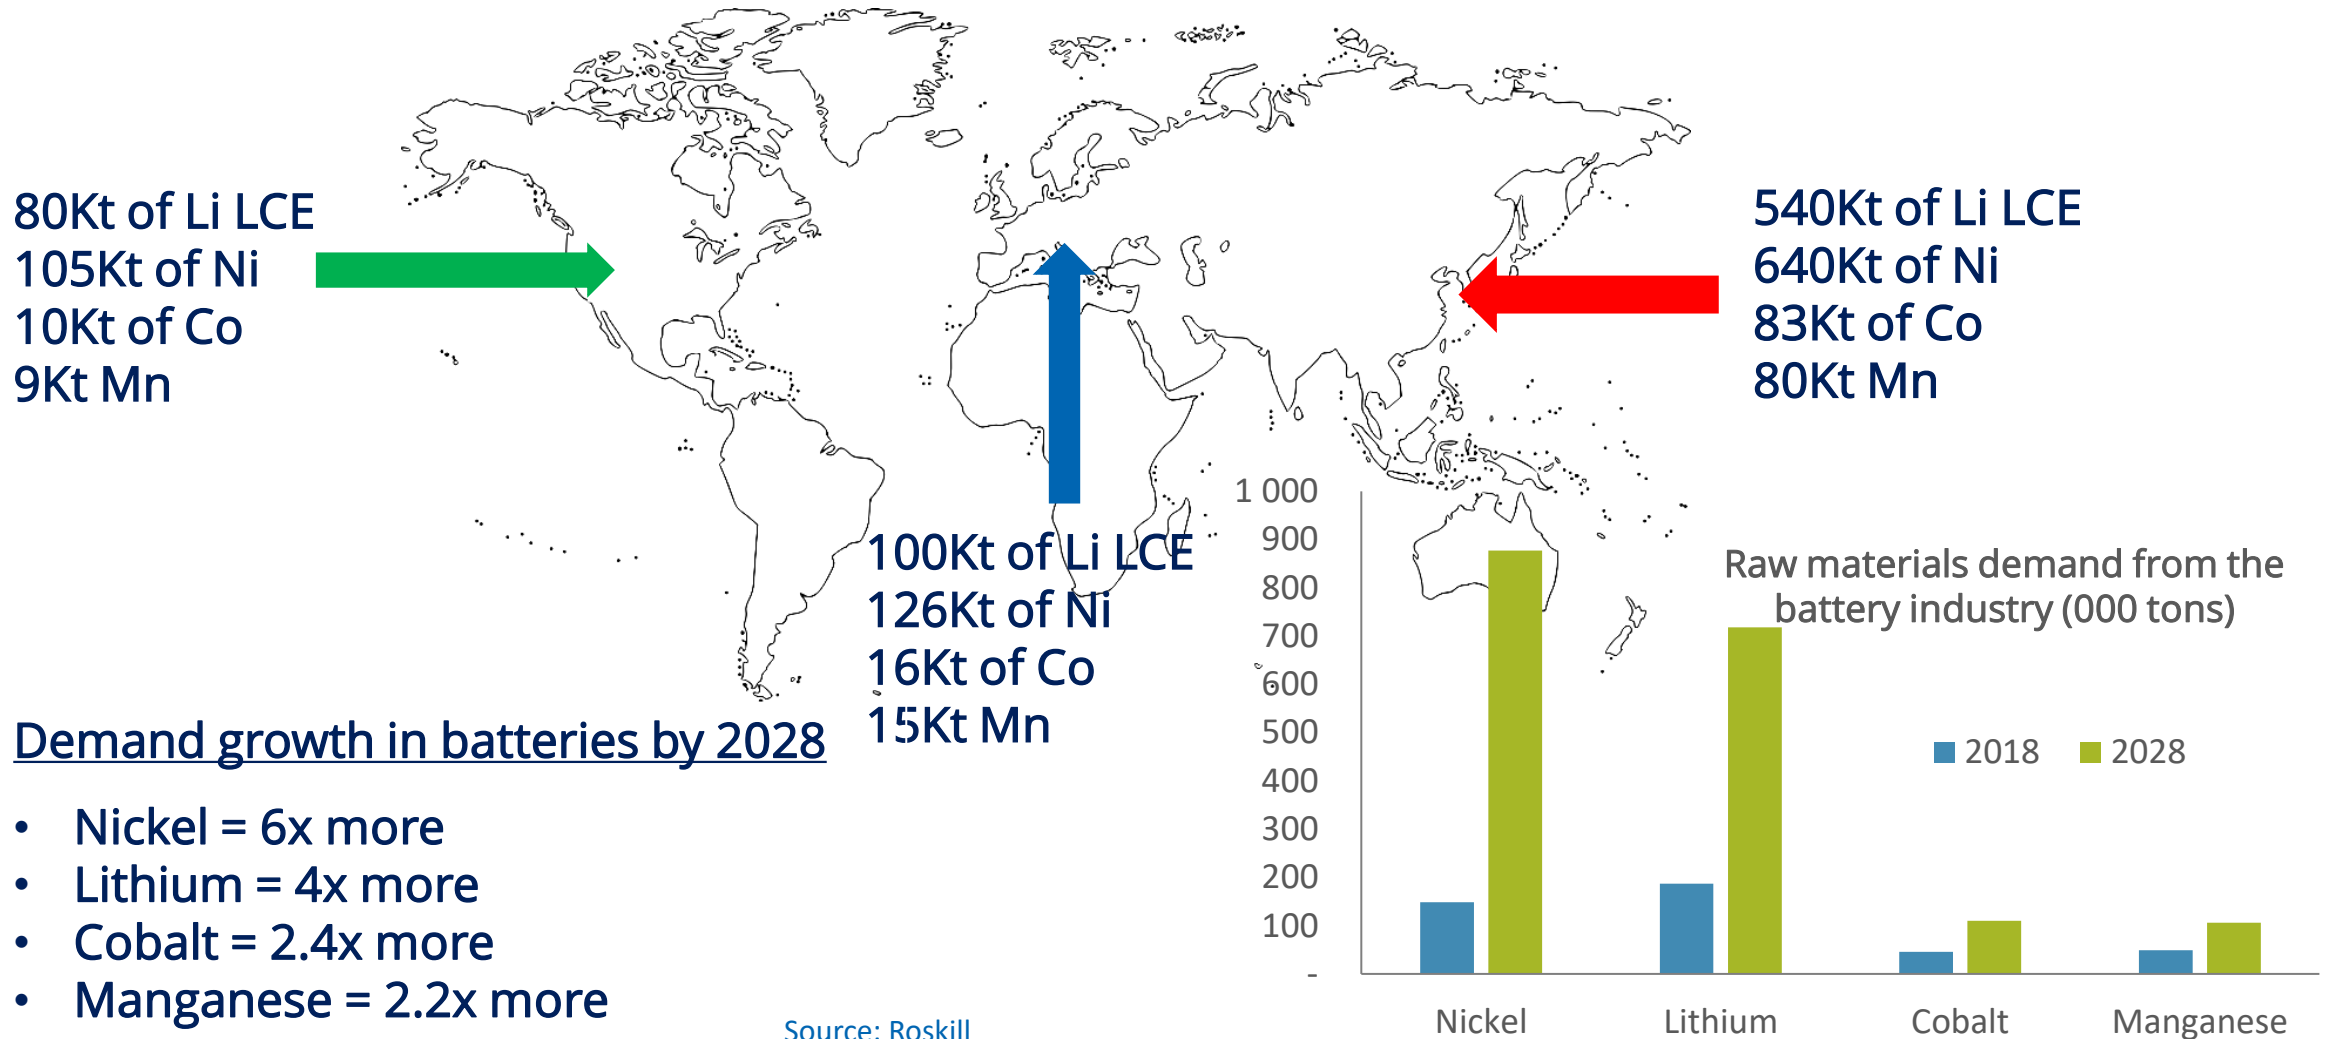 80Kt of Li LCE
105Kt of Ni
10Kt of Co
9Kt Mn
540Kt of Li LCE
640Kt of Ni
83Kt of Co
80Kt Mn
100Kt of Li LCE
126Kt of Ni
16Kt of Co
15Kt Mn
Demand growth in batteries by 2028
• Nickel = 6x more
• Lithium = 4x more
• Cobalt = 2.4x more
• Manganese = 2.2x more
Source: Roskill
Raw materials demand from the
battery industry (000 tons)
2018 2028
1 000
900
800
700
600
500
400
300
200
100
-
Nickel Lithium Cobalt Manganese